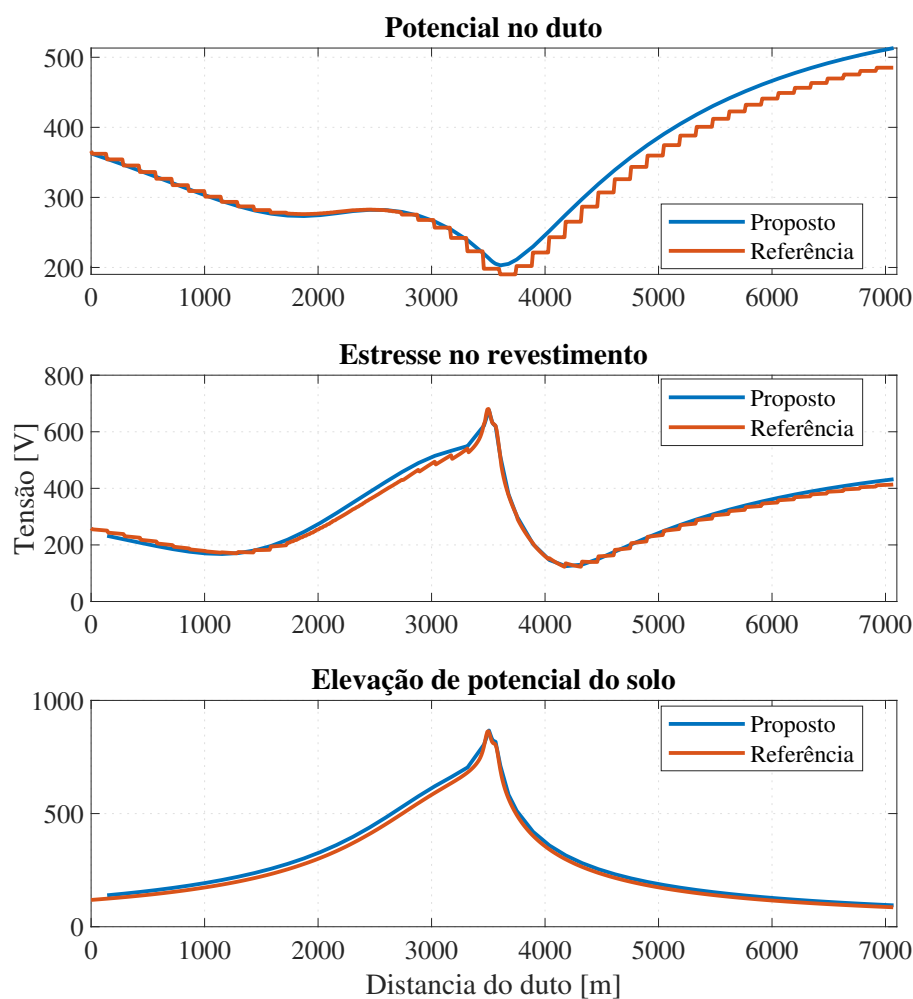 Potencial no duto
500
400
300
200
Proposto
Referência
0 1000 2000 3000 4000 5000 6000 7000
Estresse no revestimento
800
600
400
200
0
Proposto
Referência
Tensão [V]
0 1000 2000 3000 4000 5000 6000 7000
Elevação de potencial do solo
1000
500
0
Proposto
Referência
0 1000 2000 3000 4000 5000 6000 7000
Distancia do duto [m]